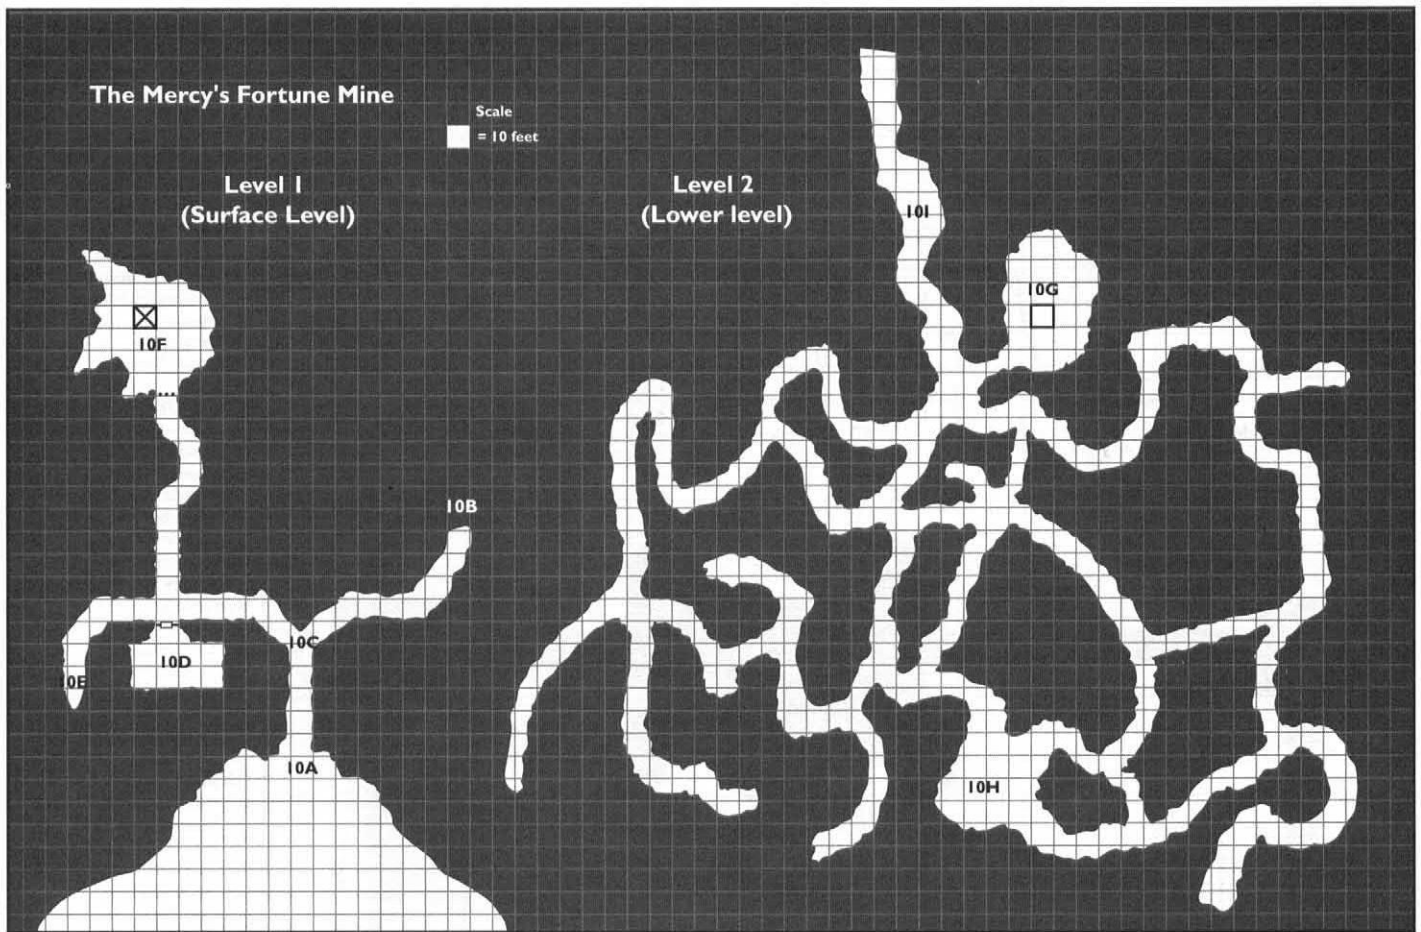 The Mercy's Fortune Mine
Scale
= 10 feet
Level 1
(Surface Level)
Level 2
(Lower level)
10I
10G
10F
10B
10C
10D
10E
10A
10H